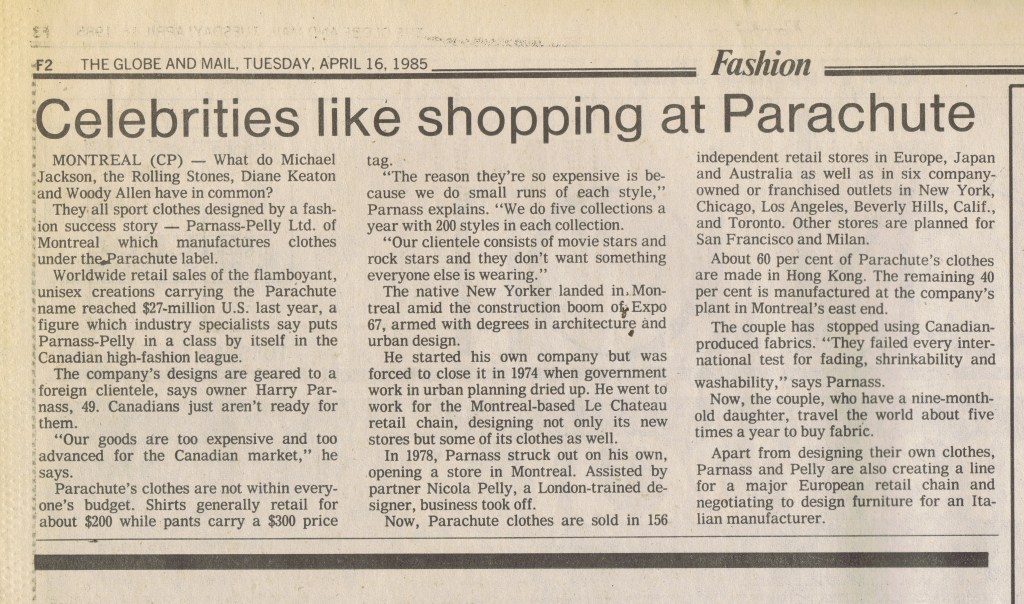 F2 THE GLOBE AND MAIL, TUESDAY, APRIL 16, 1985
Fashion
Celebrities like shopping at Parachute
MONTREAL (CP) — What do Michael
Jackson, the Rolling Stones, Diane Keaton
and Woody Allen have in common?
They all sport clothes designed by a fash-
ion success story — Parnass-Pelly Ltd. of
Montreal which manufactures clothes
under the Parachute label.
Worldwide retail sales of the flamboyant,
unisex creations carrying the Parachute
name reached $27-million U.S. last year, a
figure which industry specialists say puts
Parnass-Pelly in a class by itself in the
Canadian high-fashion league.
The company's designs are geared to a
foreign clientele, says owner Harry Par-
nass, 49. Canadians just aren't ready for
them.
"Our goods are too expensive and too
advanced for the Canadian market," he
says.
Parachute's clothes are not within every-
one's budget. Shirts generally retail for
about $200 while pants carry a $300 price
tag.
"The reason they're so expensive is be-
cause we do small runs of each style,"
Parnass explains. "We do five collections a
year with 200 styles in each collection.
"Our clientele consists of movie stars and
rock stars and they don't want something
everyone else is wearing."
The native New Yorker landed in Mon-
treal amid the construction boom of Expo
67, armed with degrees in architecture and
urban design.
He started his own company but was
forced to close it in 1974 when government
work in urban planning dried up. He went to
work for the Montreal-based Le Chateau
retail chain, designing not only its new
stores but some of its clothes as well.
In 1978, Parnass struck out on his own,
opening a store in Montreal. Assisted by
partner Nicola Pelly, a London-trained de-
signer, business took off.
Now, Parachute clothes are sold in 156
independent retail stores in Europe, Japan
and Australia as well as in six company-
owned or franchised outlets in New York,
Chicago, Los Angeles, Beverly Hills, Calif.,
and Toronto. Other stores are planned for
San Francisco and Milan.
About 60 per cent of Parachute's clothes
are made in Hong Kong. The remaining 40
per cent is manufactured at the company's
plant in Montreal's east end.
The couple has stopped using Canadian-
produced fabrics. "They failed every inter-
national test for fading, shrinkability and
washability," says Parnass.
Now, the couple, who have a nine-month-
old daughter, travel the world about five
times a year to buy fabric.
Apart from designing their own clothes,
Parnass and Pelly are also creating a line
for a major European retail chain and
negotiating to design furniture for an Ita-
lian manufacturer.